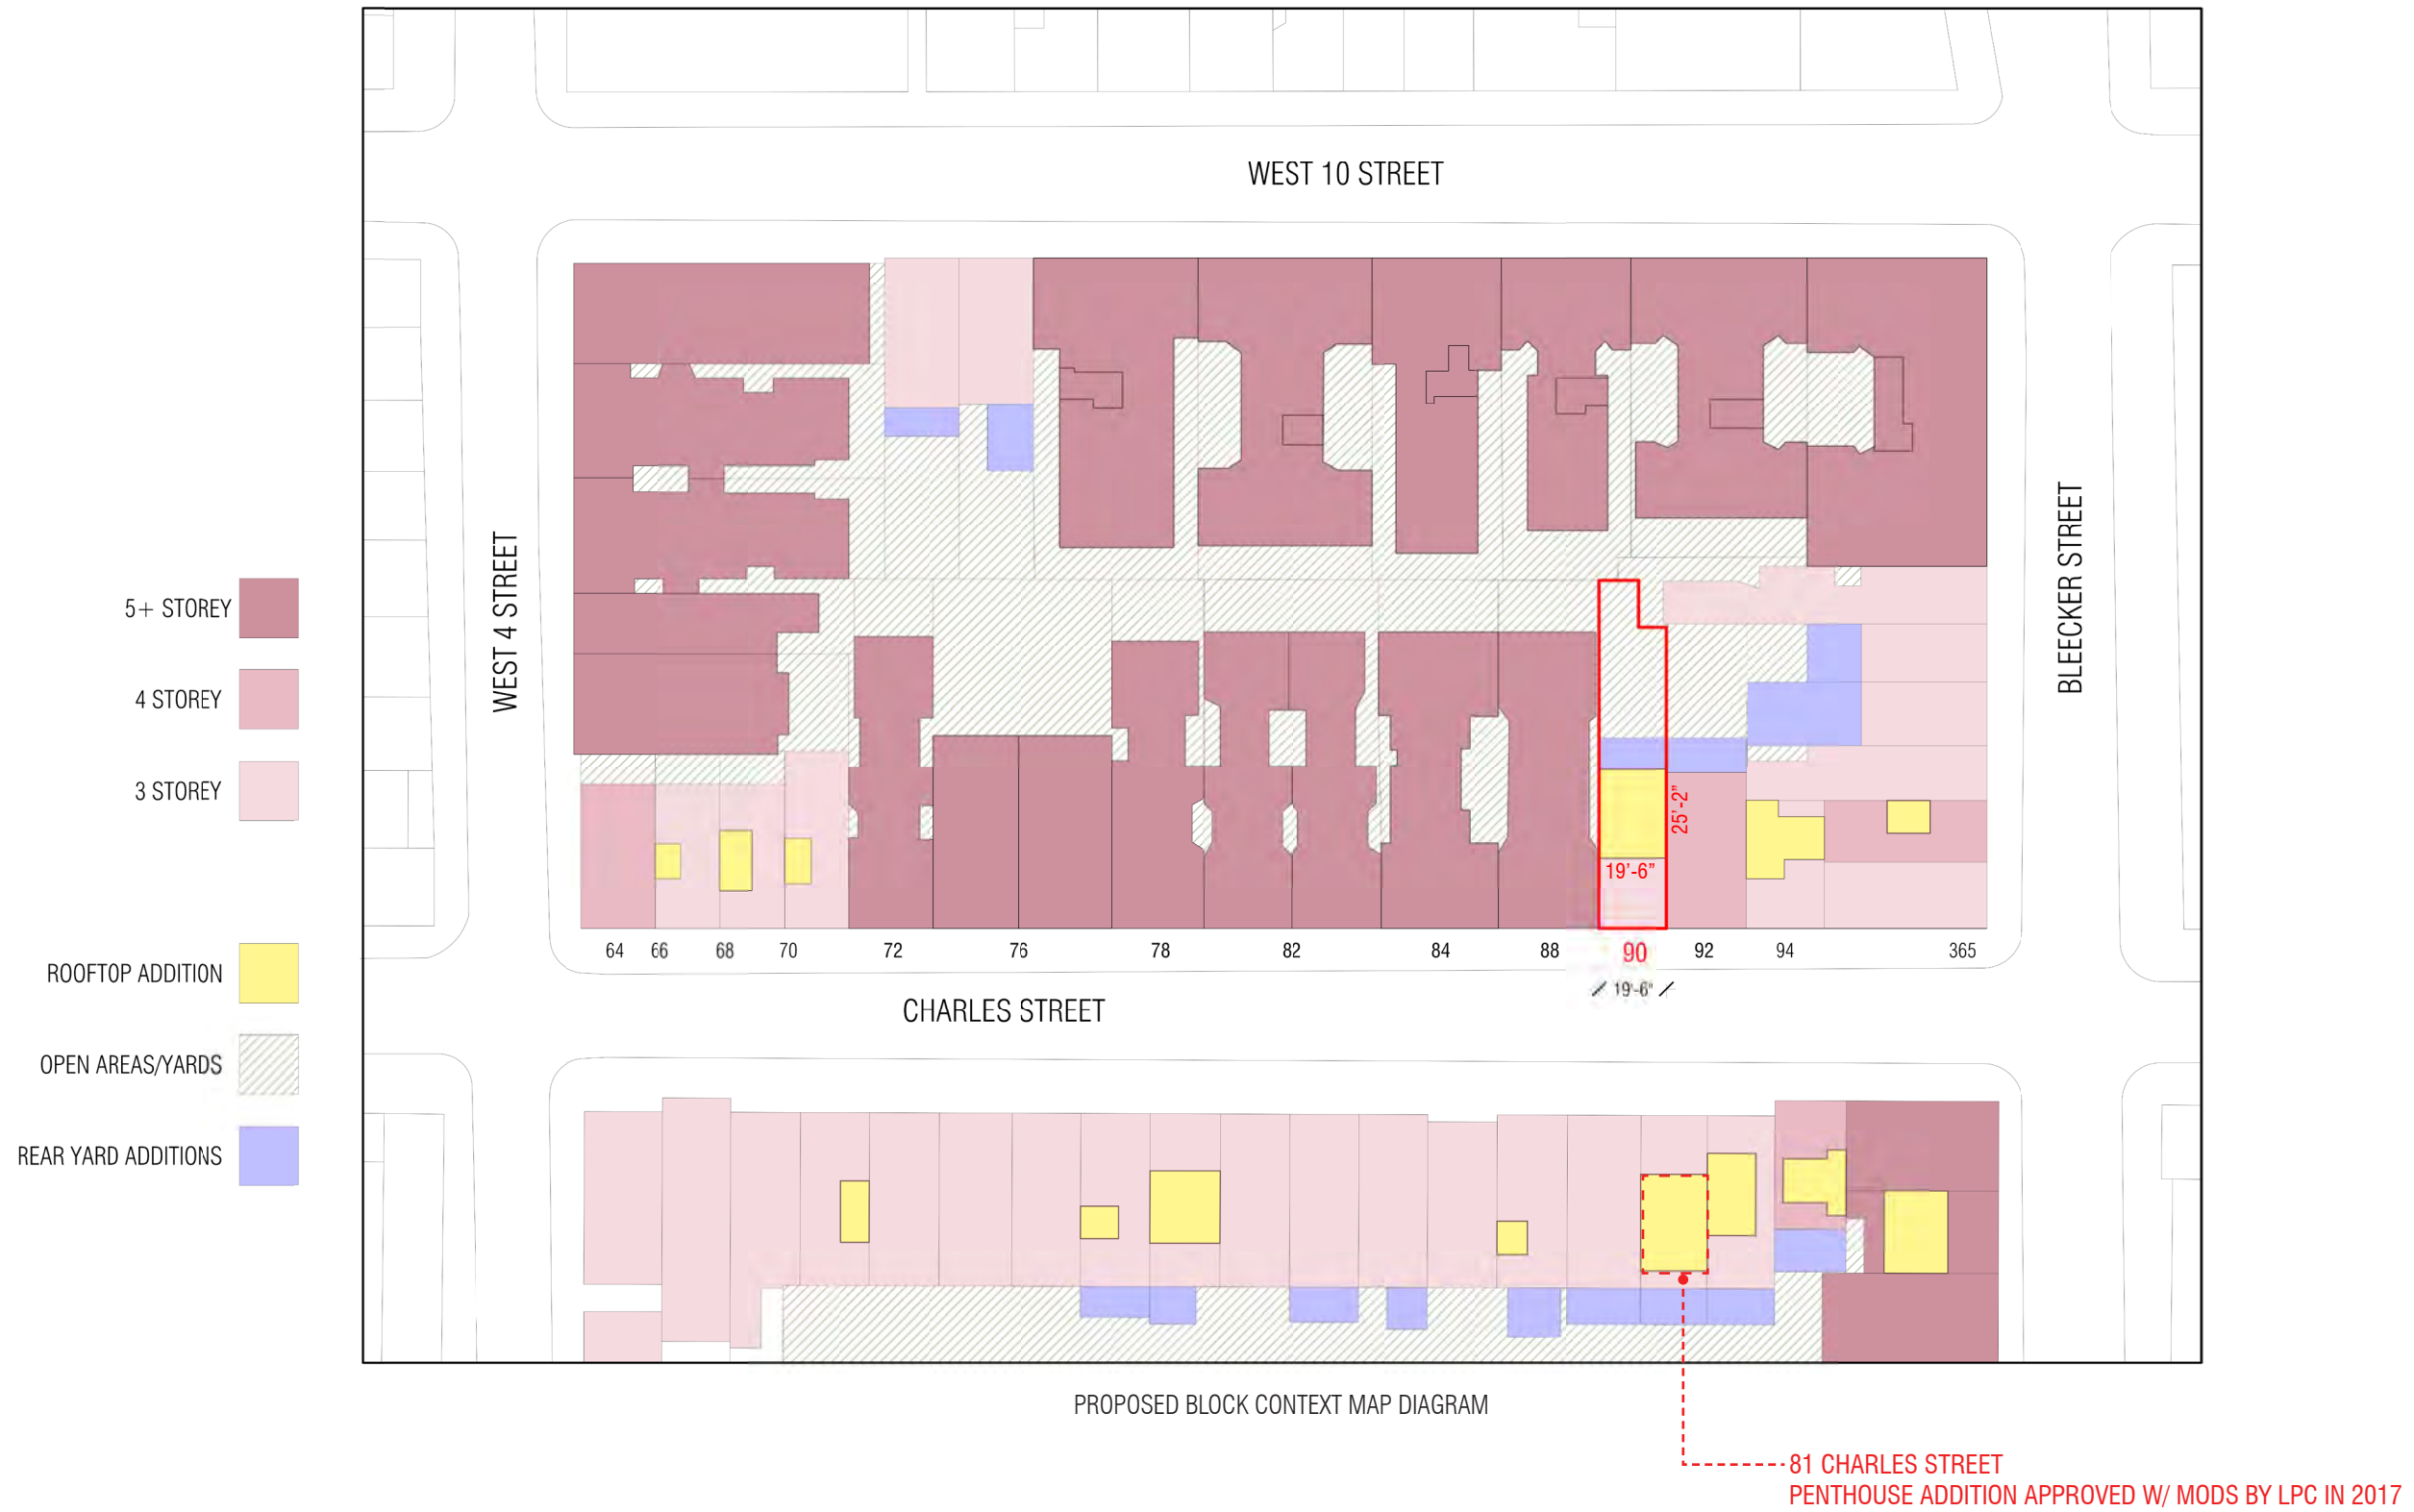 WEST 10 STREET
WEST 4 STREET
BLEECKER STREET
5+ STOREY
4 STOREY
3 STOREY
25'-2"
19'-6"
64 66 68 70 72 76 78 82 84 88 90 92 94 365
19'-6"
ROOFTOP ADDITION
CHARLES STREET
OPEN AREAS/YARDS
REAR YARD ADDITIONS
PROPOSED BLOCK CONTEXT MAP DIAGRAM
81 CHARLES STREET
PENTHOUSE ADDITION APPROVED W/ MODS BY LPC IN 2017